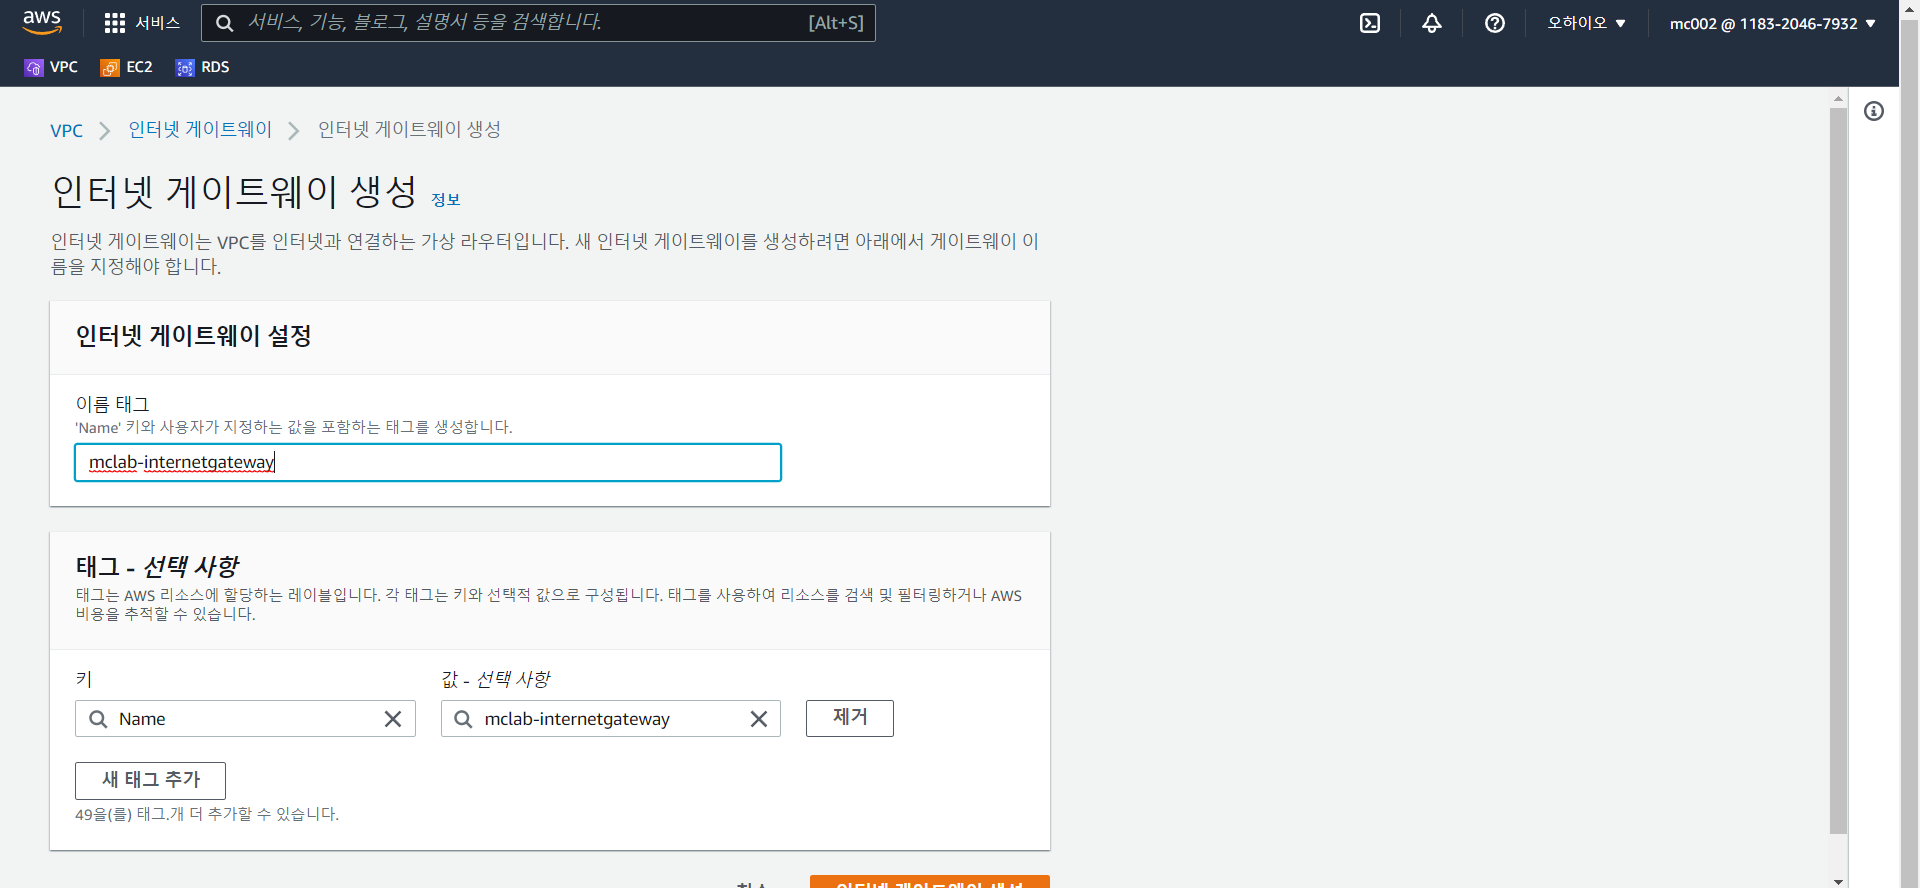 aws
서비스
서비스, 기능, 블로그, 설명서 등을 검색합니다.
[Alt+S]
오하이오
mc002 @ 1183-2046-7932
VPC
EC2
RDS
VPC
인터넷 게이트웨이
인터넷 게이트웨이 생성
인터넷 게이트웨이 생성 정보
인터넷 게이트웨이는 VPC를 인터넷과 연결하는 가상 라우터입니다. 새 인터넷 게이트웨이를 생성하려면 아래에서 게이트웨이 이
름을 지정해야 합니다.
인터넷 게이트웨이 설정
이름 태그
'Name' 키와 사용자가 지정하는 값을 포함하는 태그를 생성합니다.
mclab-internetgateway
태그 - 선택 사항
태그는 AWS 리소스에 할당하는 레이블입니다. 각 태그는 키와 선택적 값으로 구성됩니다. 태그를 사용하여 리소스를 검색 및 필터링하거나 AWS
비용을 추적할 수 있습니다.
키
값 - 선택 사항
Name
mclab-internetgateway
제거
새 태그 추가
49을(를) 태그.개 더 추가할 수 있습니다.
인터넷 게이트웨이 생성